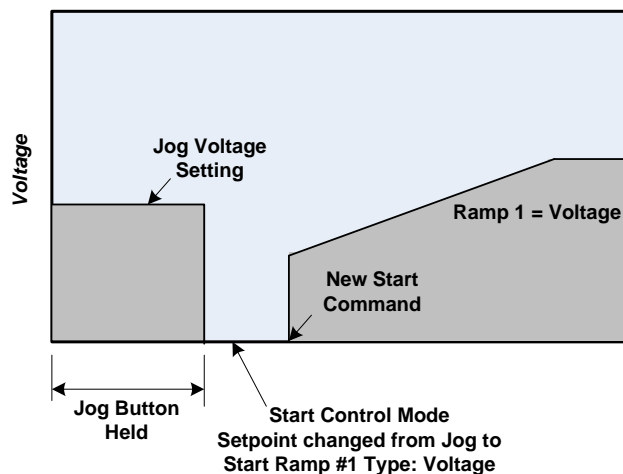 Voltage
Jog Voltage
Setting
Ramp 1 = Voltage
New Start
Command
Jog Button
Held
Start Control Mode
Setpoint changed from Jog to
Start Ramp #1 Type: Voltage